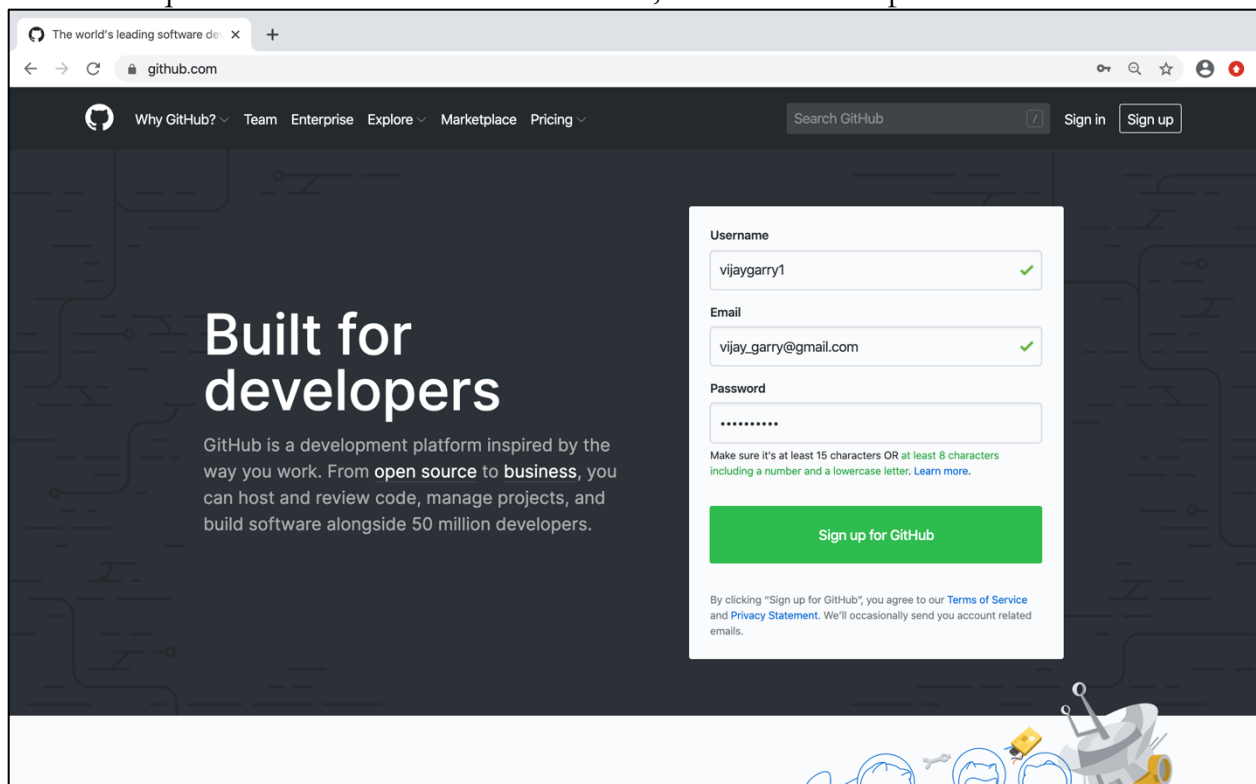 The world's leading software de
github.com
Why GitHub? Team Enterprise Explore Marketplace Pricing Search GitHub / Sign in Sign up
Username
vijaygarry1
Email
vijay_garry@gmail.com
Password
••••••••••
Make sure it's at least 15 characters OR at least 8 characters
including a number and a lowercase letter. Learn more.
Sign up for GitHub
By clicking “Sign up for GitHub”, you agree to our Terms of Service
and Privacy Statement. We'll occasionally send you account related
emails.
Built for
developers
GitHub is a development platform inspired by the
way you work. From open source to business, you
can host and review code, manage projects, and
build software alongside 50 million developers.